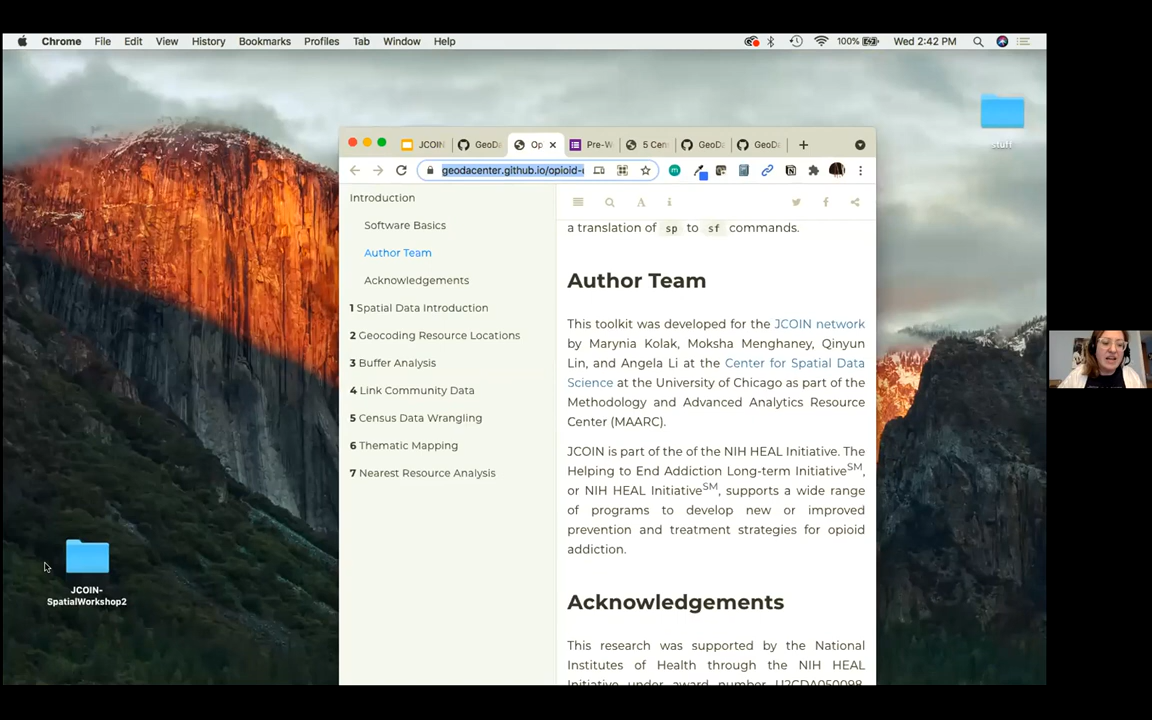 Chrome File Edit View History Bookmarks Profiles Tab Window Help 100% Wed 2:42 PM
stuff
JCOIN GeoDa Op Pre-W 5 Cen GeoDa GeoDa
geodacenter.github.io/opioid-
Introduction
Software Basics
Author Team
Acknowledgements
1 Spatial Data Introduction
2 Geocoding Resource Locations
3 Buffer Analysis
4 Link Community Data
5 Census Data Wrangling
6 Thematic Mapping
7 Nearest Resource Analysis
a translation of sp to sf commands.
Author Team
This toolkit was developed for the JCOIN network
by Marynia Kolak, Moksha Menghaney, Qinyun
Lin, and Angela Li at the Center for Spatial Data
Science at the University of Chicago as part of the
Methodology and Advanced Analytics Resource
Center (MAARC).
JCOIN is part of the of the NIH HEAL Initiative. The
Helping to End Addiction Long-term InitiativeSM,
or NIH HEAL InitiativeSM, supports a wide range
of programs to develop new or improved
prevention and treatment strategies for opioid
addiction.
Acknowledgements
This research was supported by the National
Institutes of Health through the NIH HEAL
Initiative under award number U2CDA050098.
JCOIN-
SpatialWorkshop2